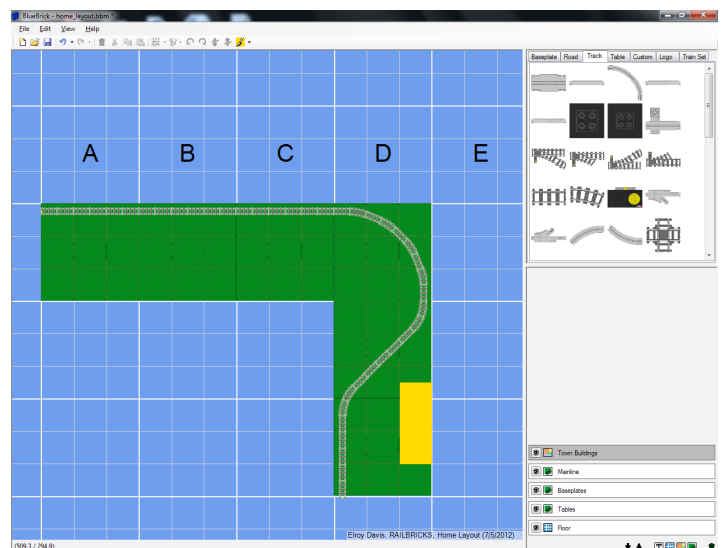 BlueBrick - home_layout.bbm *
File Edit View Help
Baseplate Road Track Table Custom Logo Train Set
A B C D E
Town Buildings
Mainline
Baseplates
Tables
Floor
Elroy Davis, RAILBRICKS, Home Layout (7/5/2012)
(509.3 / 294.9)